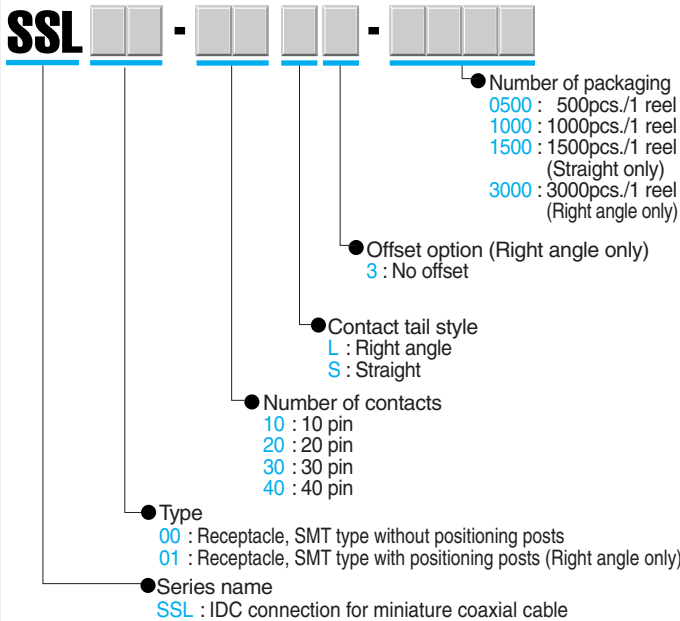 SSL - -
Number of packaging
0500 : 500pcs./1 reel
1000 : 1000pcs./1 reel
1500 : 1500pcs./1 reel
(Straight only)
3000 : 3000pcs./1 reel
(Right angle only)
Offset option (Right angle only)
3 : No offset
Contact tail style
L : Right angle
S : Straight
Number of contacts
10 : 10 pin
20 : 20 pin
30 : 30 pin
40 : 40 pin
Type
00 : Receptacle, SMT type without positioning posts
01 : Receptacle, SMT type with positioning posts (Right angle only)
Series name
SSL : IDC connection for miniature coaxial cable